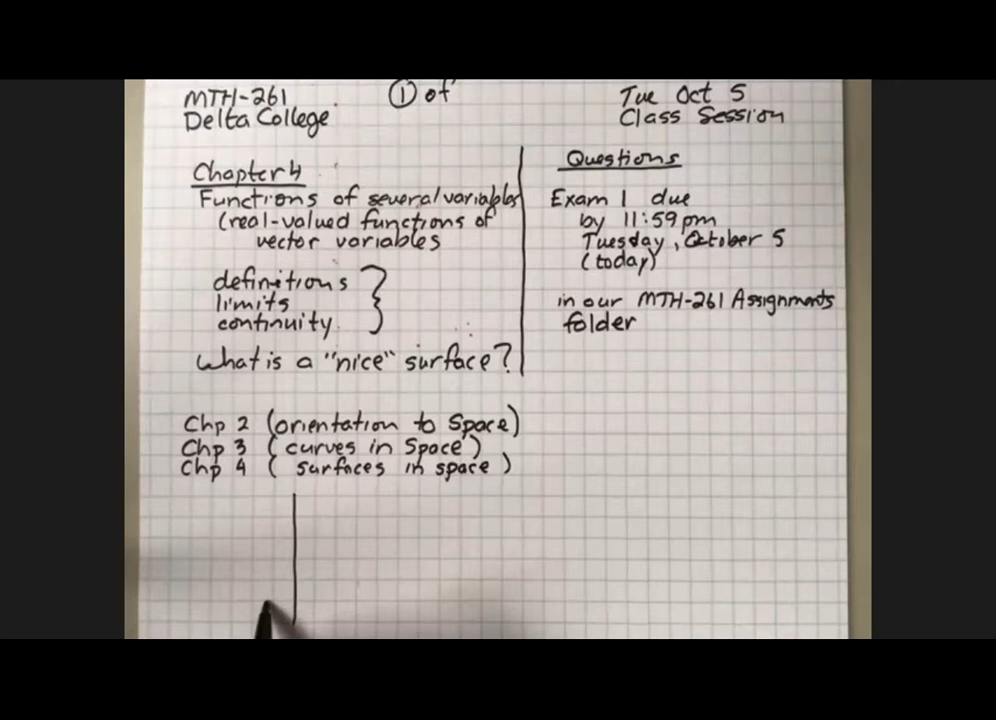 MTH-261
Delta College
① of
Tue Oct 5
Class Session
Chapter 4
Functions of several variables
(real-valued functions of
vector variables
definitions
limits
continuity.
What is a "nice" surface?
Questions
Exam 1 due
by 11:59pm
Tuesday, October 5
(today)
in our MTH-261 Assignments
folder
Chp 2 (orientation to Space)
Chp 3 (curves in Space)
Chp 4 ( surfaces in space )